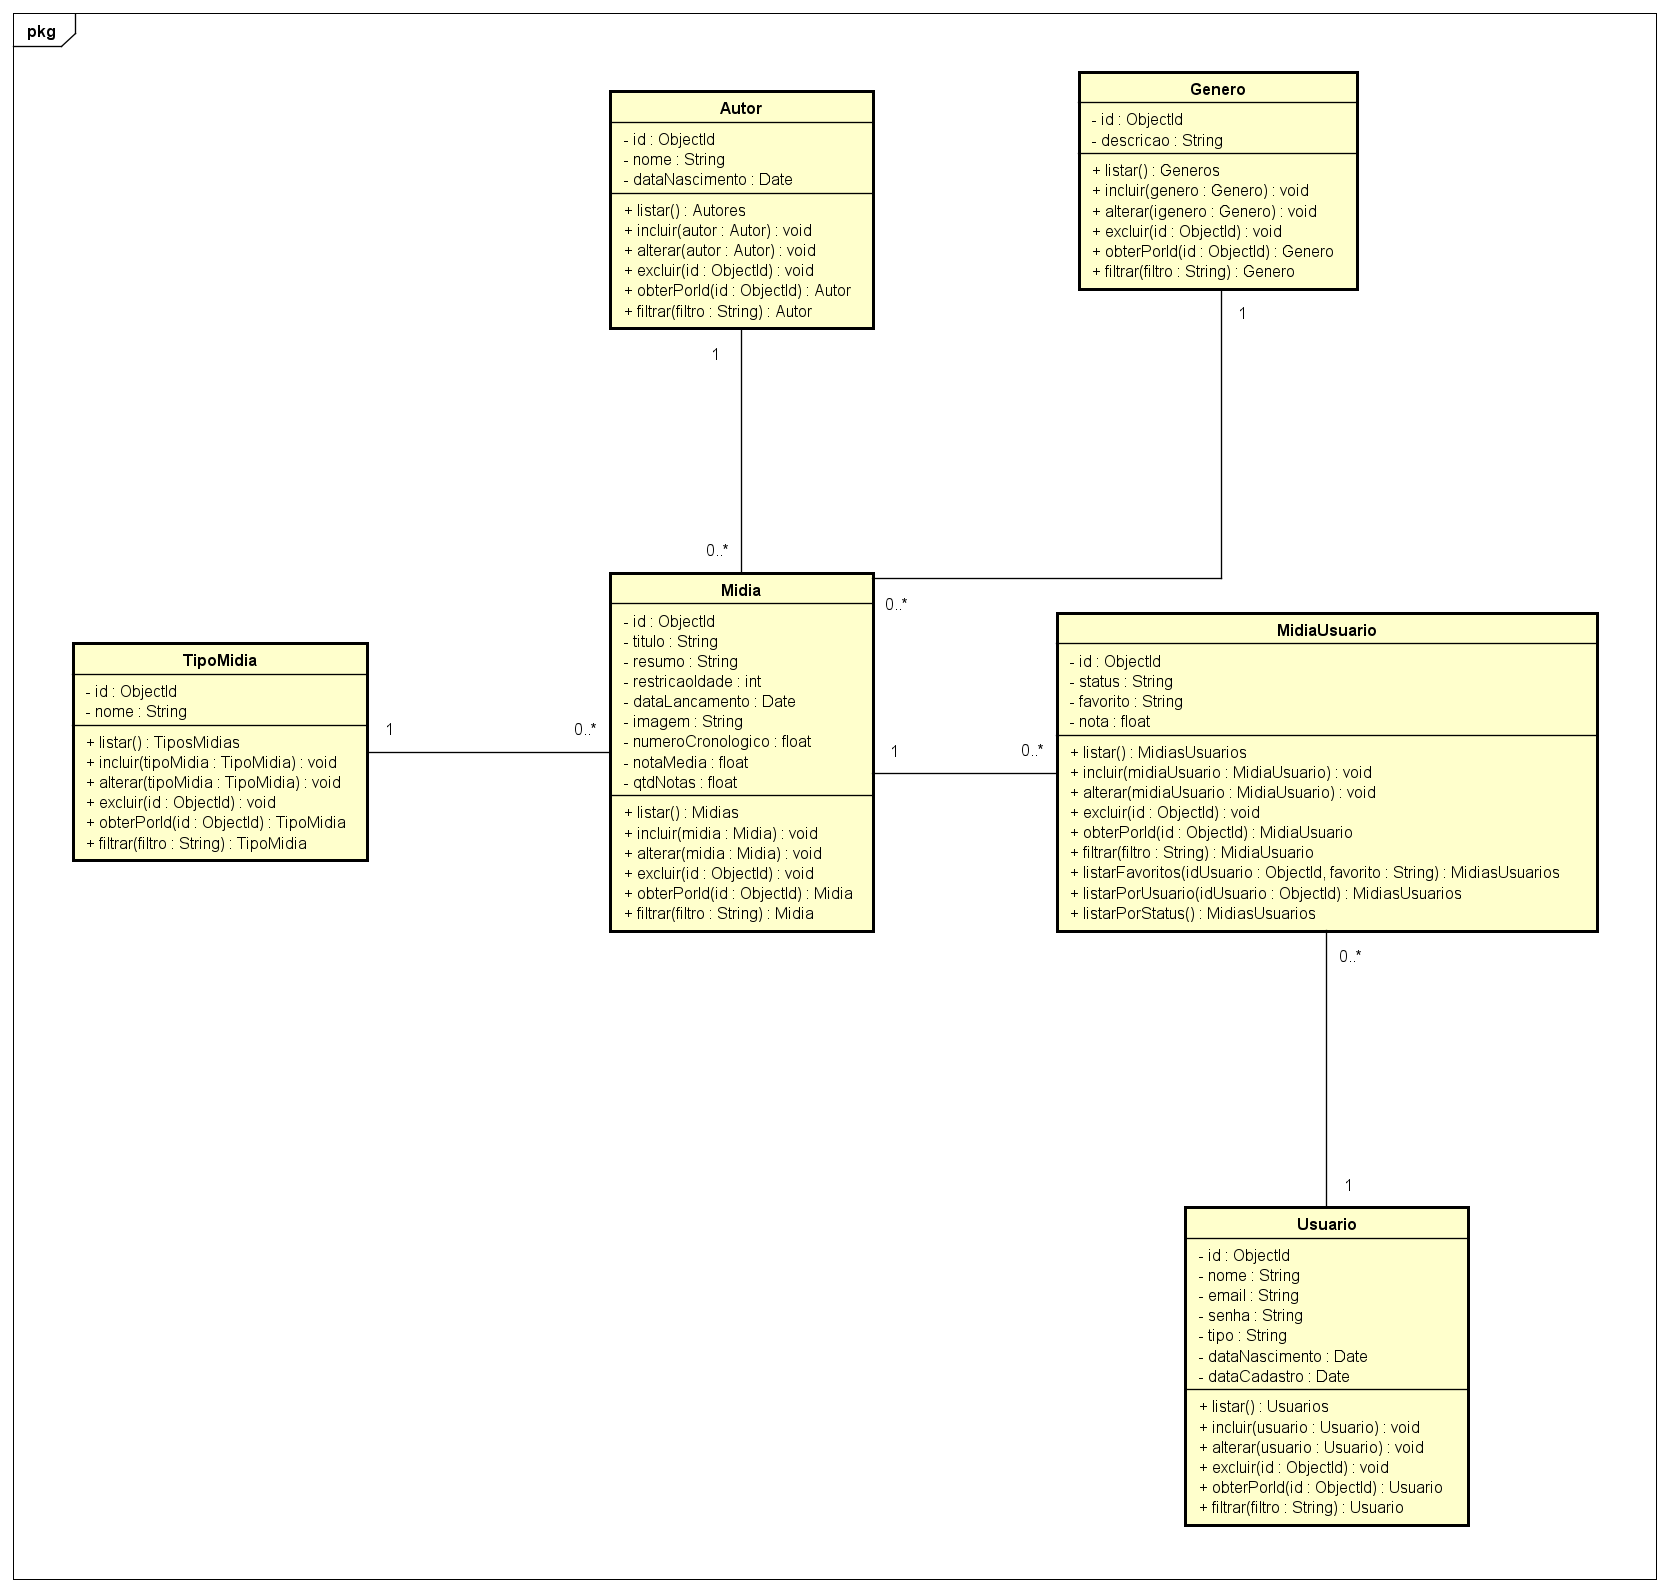 pkg
Autor
- id : ObjectId
- nome : String
- dataNascimento : Date
+ listar() : Autores
+ incluir(autor : Autor) : void
+ alterar(autor : Autor) : void
+ excluir(id : ObjectId) : void
+ obterPorId(id : ObjectId) : Autor
+ filtrar(filtro : String) : Autor
1
0..*
Genero
- id : ObjectId
- descricao : String
+ listar() : Generos
+ incluir(genero : Genero) : void
+ alterar(igenero : Genero) : void
+ excluir(id : ObjectId) : void
+ obterPorId(id : ObjectId) : Genero
+ filtrar(filtro : String) : Genero
1
0..*
TipoMidia
- id : ObjectId
- nome : String
+ listar() : TiposMidias
+ incluir(tipoMidia : TipoMidia) : void
+ alterar(tipoMidia : TipoMidia) : void
+ excluir(id : ObjectId) : void
+ obterPorId(id : ObjectId) : TipoMidia
+ filtrar(filtro : String) : TipoMidia
1
0..*
Midia
- id : ObjectId
- titulo : String
- resumo : String
- restricaoIdade : int
- dataLancamento : Date
- imagem : String
- numeroCronologico : float
- notaMedia : float
- qtdNotas : float
+ listar() : Midias
+ incluir(midia : Midia) : void
+ alterar(midia : Midia) : void
+ excluir(id : ObjectId) : void
+ obterPorId(id : ObjectId) : Midia
+ filtrar(filtro : String) : Midia
1
0..*
MidiaUsuario
- id : ObjectId
- status : String
- favorito : String
- nota : float
+ listar() : MidiasUsuarios
+ incluir(midiaUsuario : MidiaUsuario) : void
+ alterar(midiaUsuario : MidiaUsuario) : void
+ excluir(id : ObjectId) : void
+ obterPorId(id : ObjectId) : MidiaUsuario
+ filtrar(filtro : String) : MidiaUsuario
+ listarFavoritos(idUsuario : ObjectId, favorito : String) : MidiasUsuarios
+ listarPorUsuario(idUsuario : ObjectId) : MidiasUsuarios
+ listarPorStatus() : MidiasUsuarios
0..*
1
Usuario
- id : ObjectId
- nome : String
- email : String
- senha : String
- tipo : String
- dataNascimento : Date
- dataCadastro : Date
+ listar() : Usuarios
+ incluir(usuario : Usuario) : void
+ alterar(usuario : Usuario) : void
+ excluir(id : ObjectId) : void
+ obterPorId(id : ObjectId) : Usuario
+ filtrar(filtro : String) : Usuario